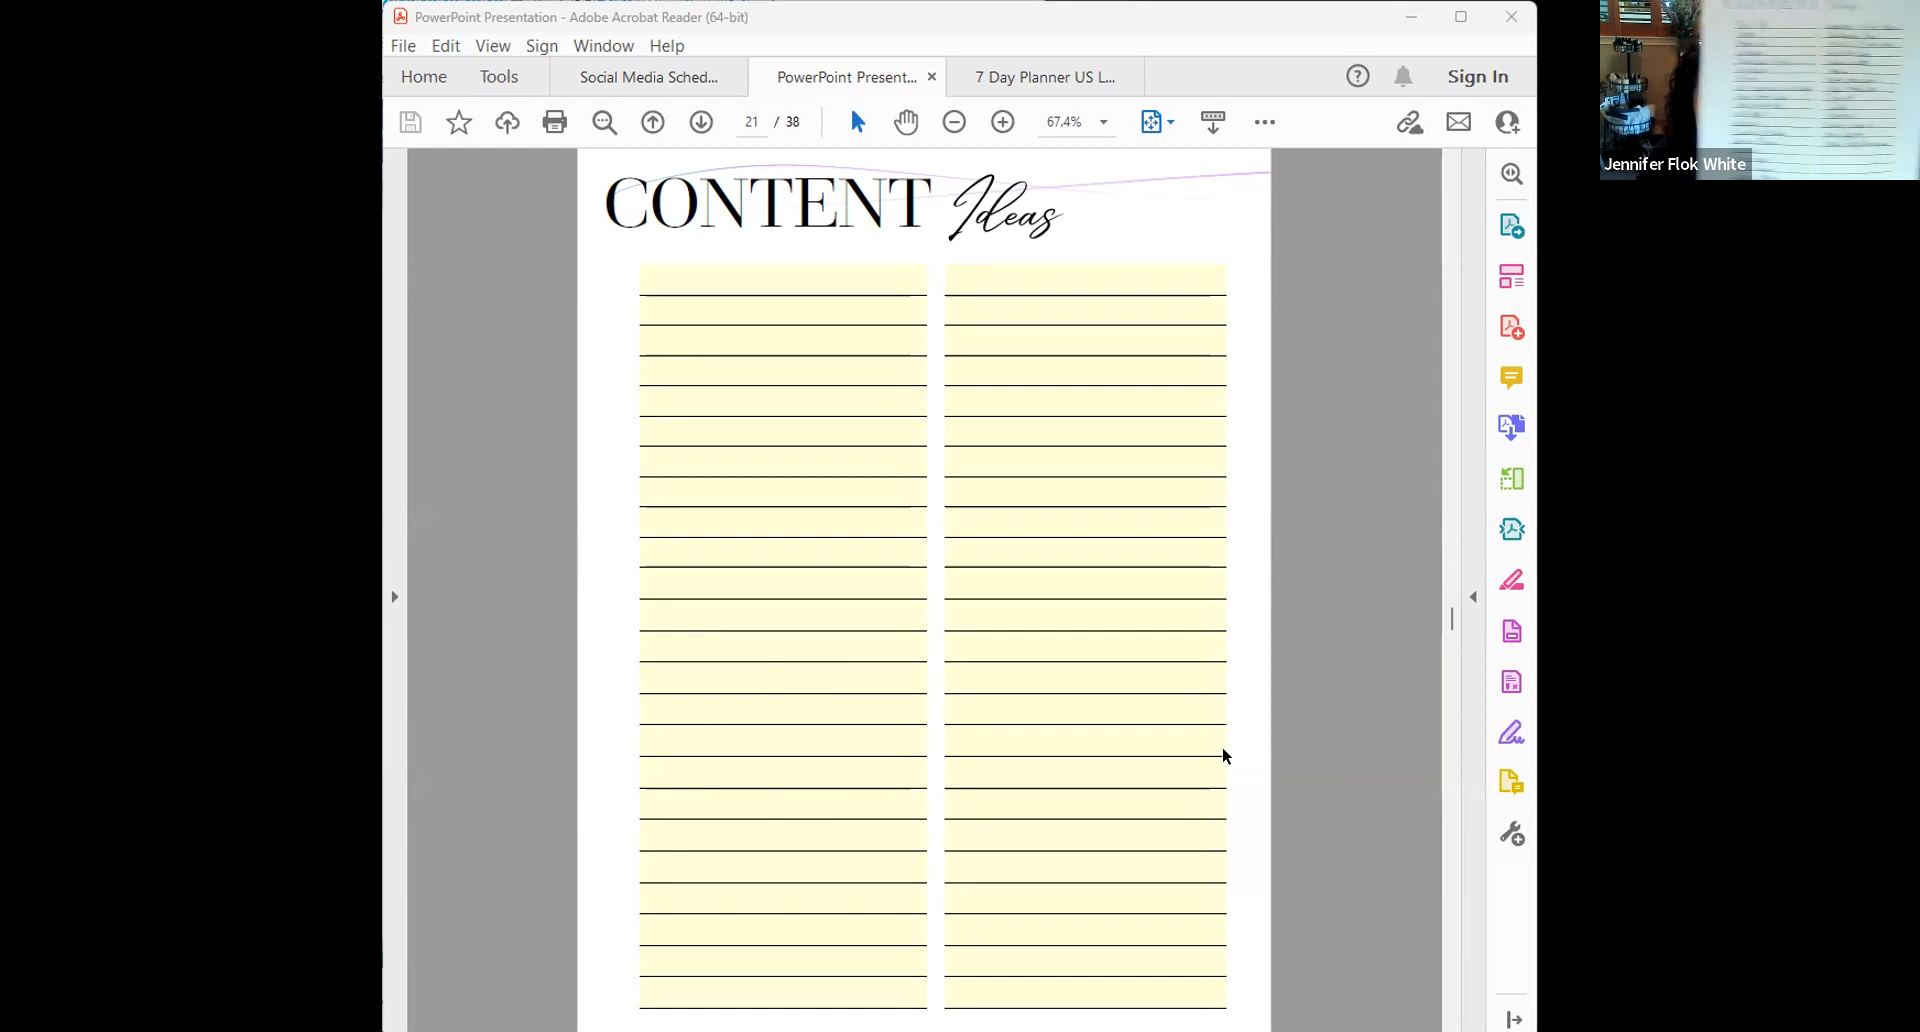 PowerPoint Presentation - Adobe Acrobat Reader (64-bit)
File Edit View Sign Window Help
Home Tools Social Media Sched... PowerPoint Present... × 7 Day Planner US L... Sign In
21 / 38 67.4%
CONTENT Ideas
Jennifer Flok White